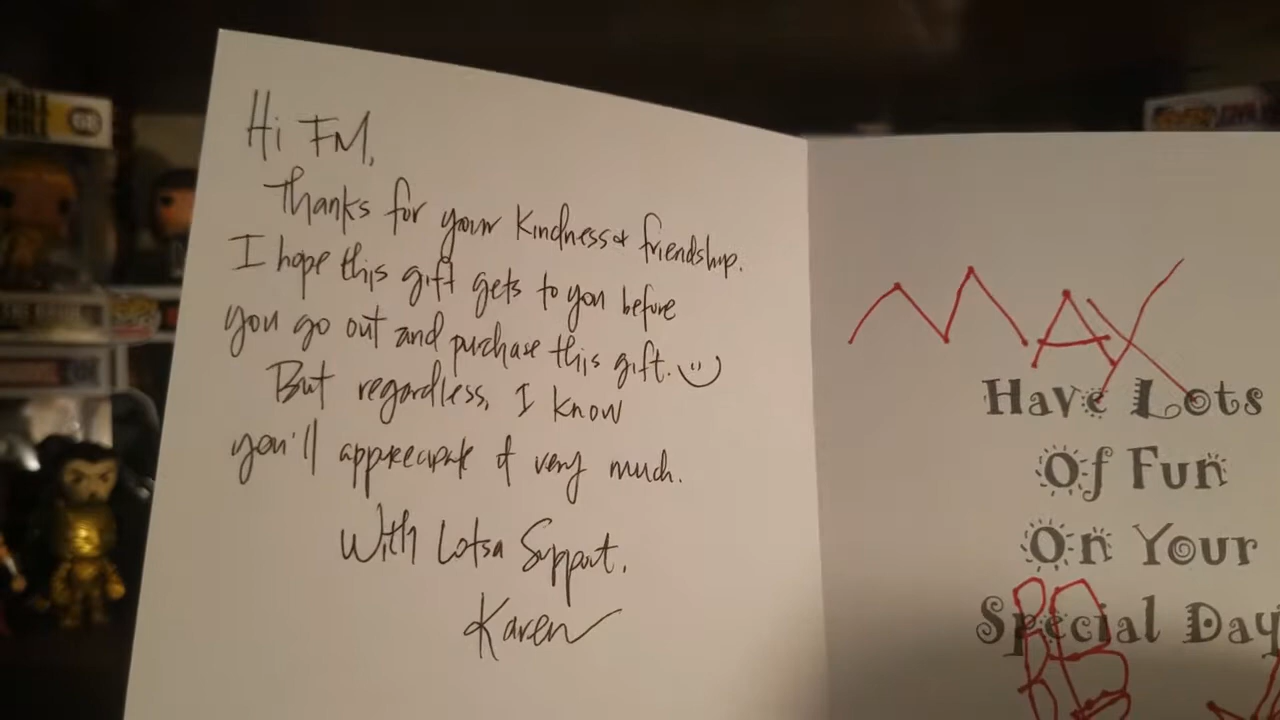 KILL
BILL
Hi FM,
Thanks for your kindness & friendship.
I hope this gift gets to you before
you go out and purchase this gift. :)
But regardless, I know
you'll appreciate it very much.
With Lotsa Support,
Karen
MAX
Have Lots
Of Fun
On Your
Special Day